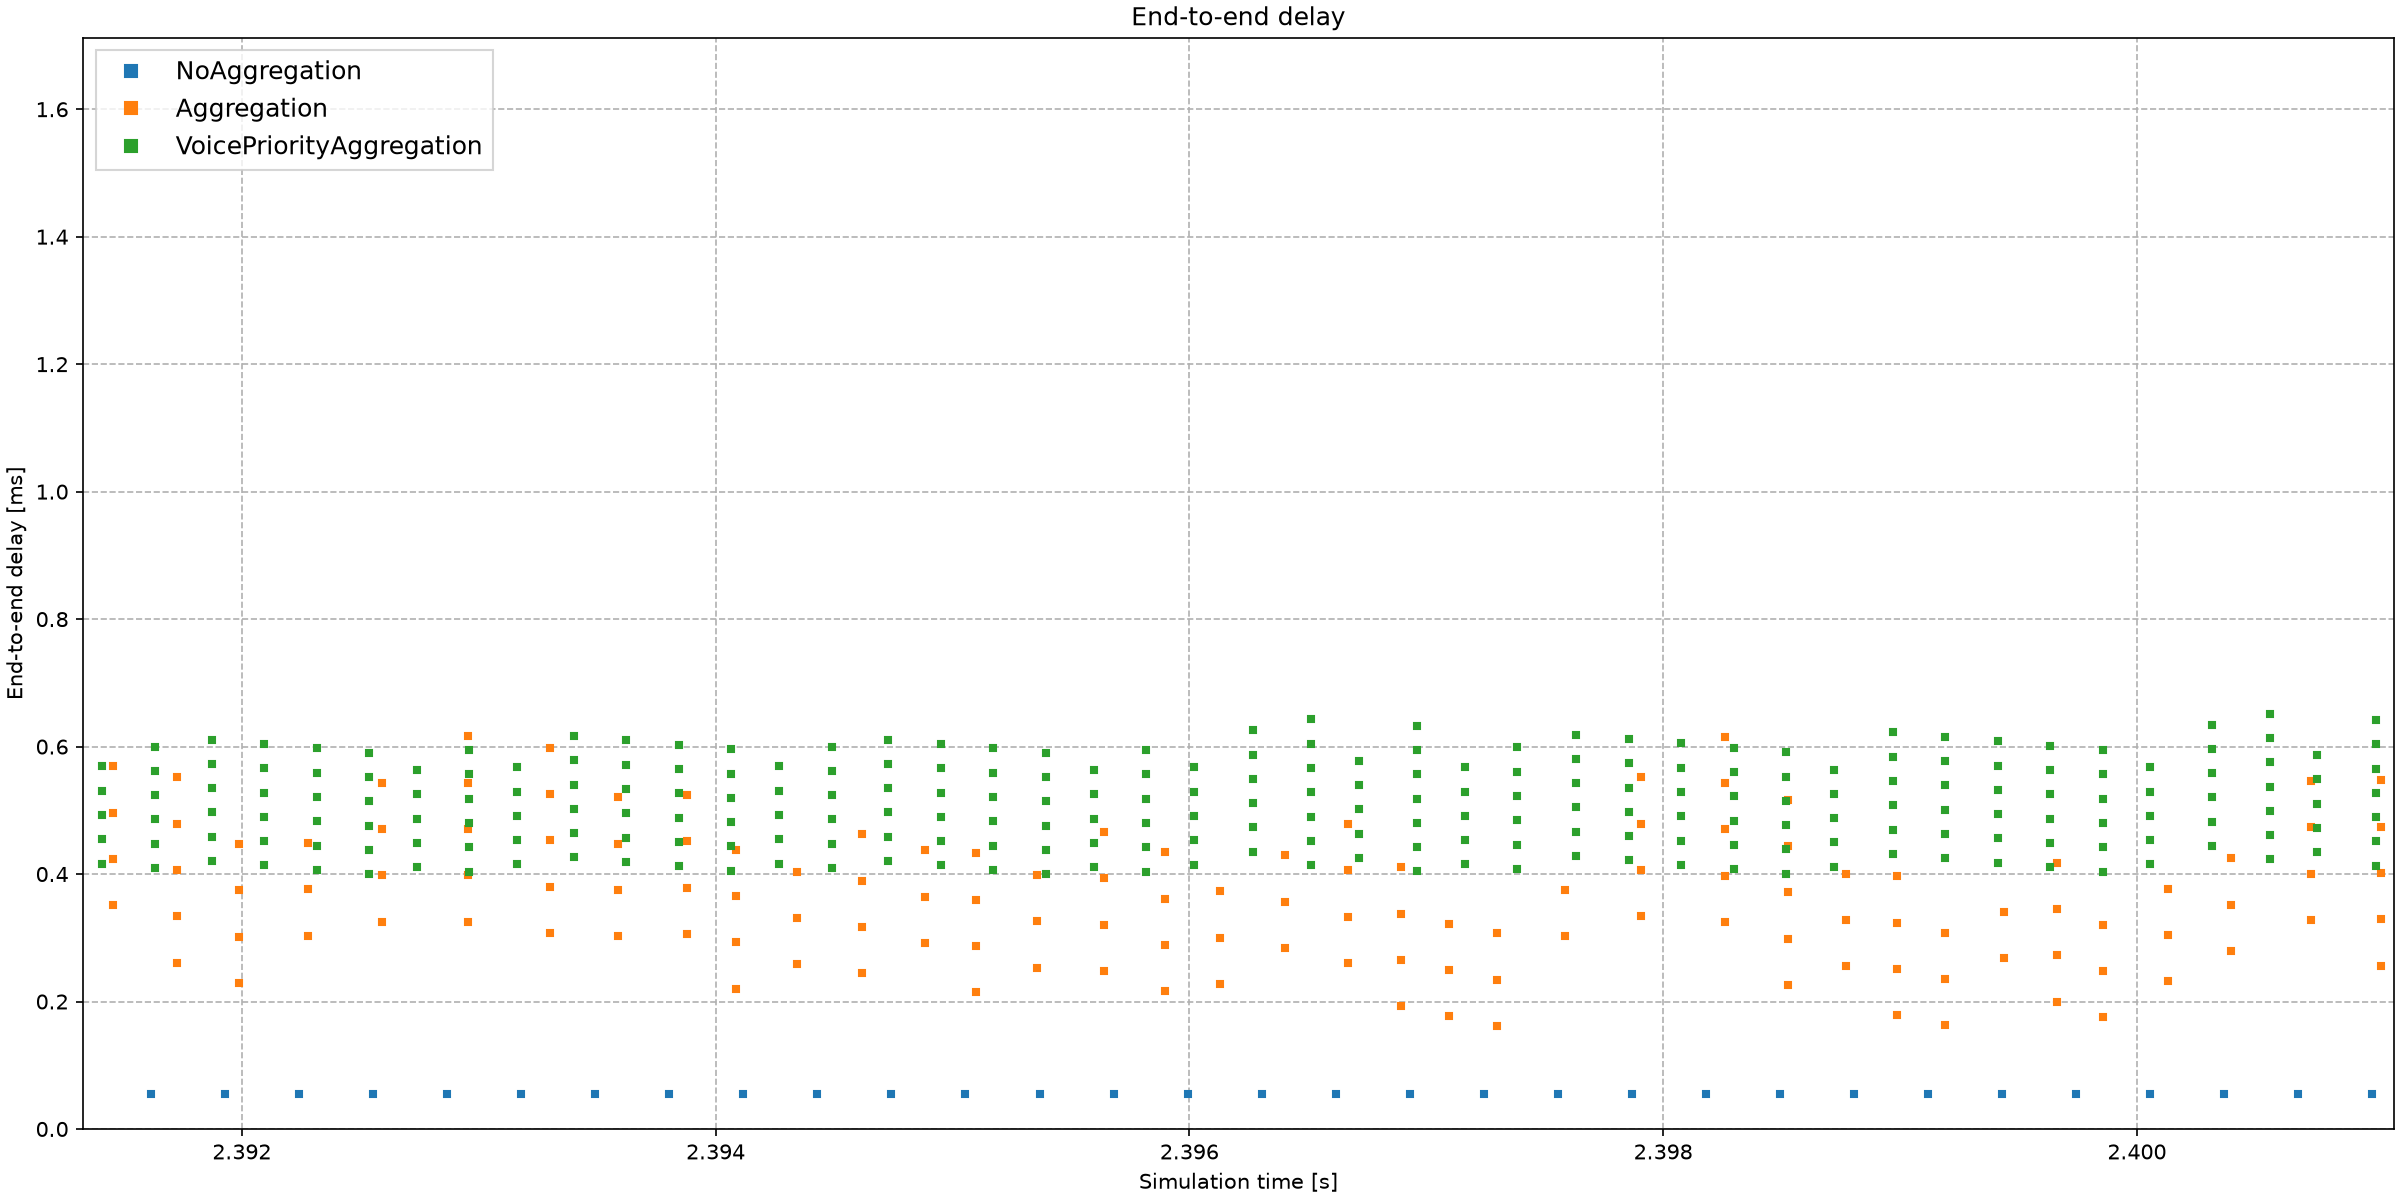 End-to-end delay
NoAggregation
Aggregation
VoicePriorityAggregation
1.6
1.4
1.2
1.0
0.8
0.6
0.4
0.2
0.0
End-to-end delay [ms]
2.392 2.394 2.396 2.398 2.400
Simulation time [s]